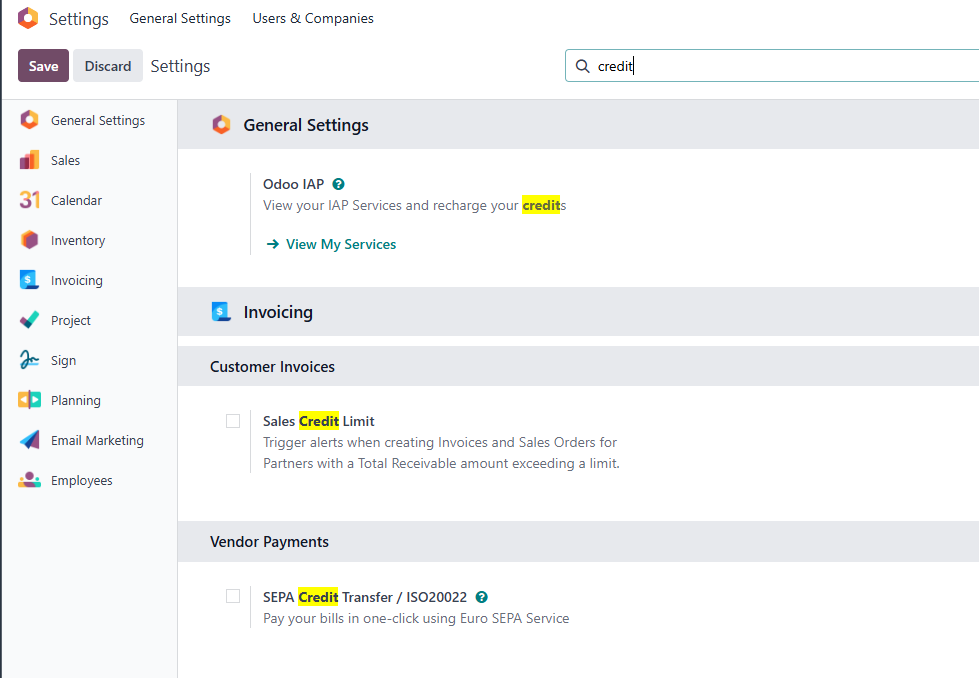 Settings General Settings Users & Companies
Save Discard Settings
credit
General Settings
Sales
31 Calendar
Inventory
$ Invoicing
Project
Sign
Planning
Email Marketing
Employees
General Settings
Odoo IAP ?
View your IAP Services and recharge your credits
→ View My Services
$ Invoicing
Customer Invoices
Sales Credit Limit
Trigger alerts when creating Invoices and Sales Orders for
Partners with a Total Receivable amount exceeding a limit.
Vendor Payments
SEPA Credit Transfer / ISO20022 ?
Pay your bills in one-click using Euro SEPA Service